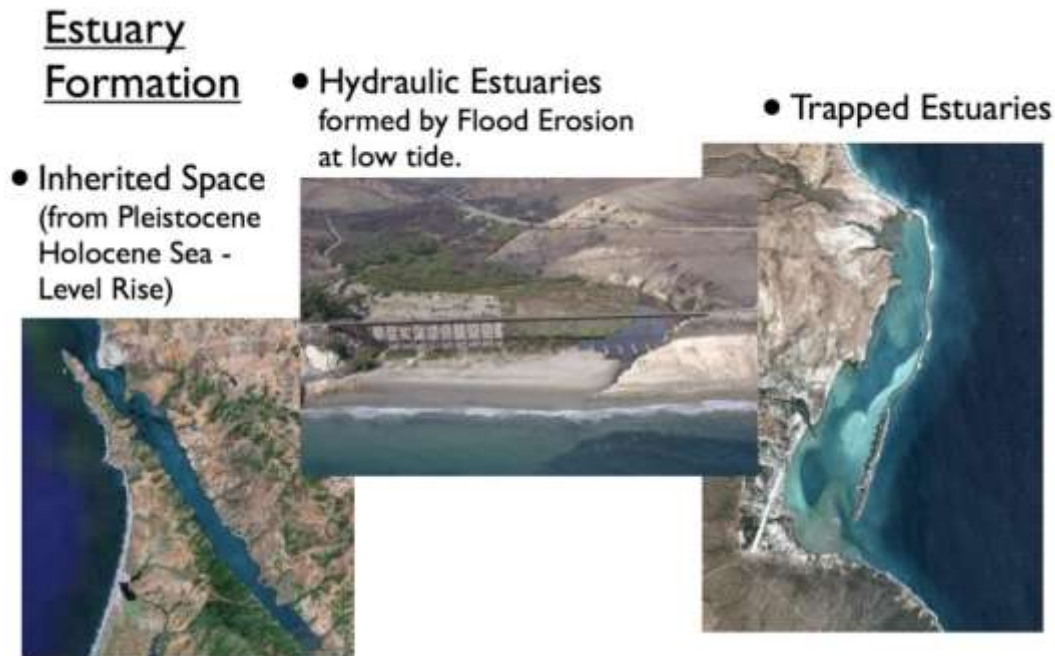 Estuary
Formation
• Inherited Space
(from Pleistocene
Holocene Sea -
Level Rise)
• Hydraulic Estuaries
formed by Flood Erosion
at low tide.
• Trapped Estuaries